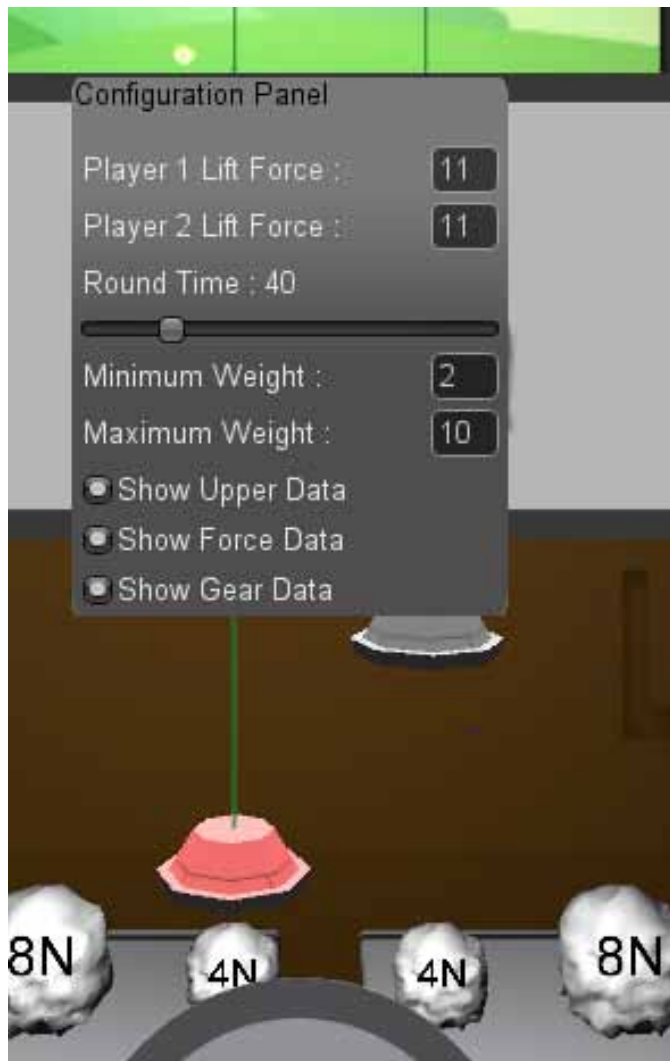 Configuration Panel
Player 1 Lift Force : 11
Player 2 Lift Force : 11
Round Time : 40
Minimum Weight : 2
Maximum Weight : 10
Show Upper Data
Show Force Data
Show Gear Data
8N 4N 4N 8N